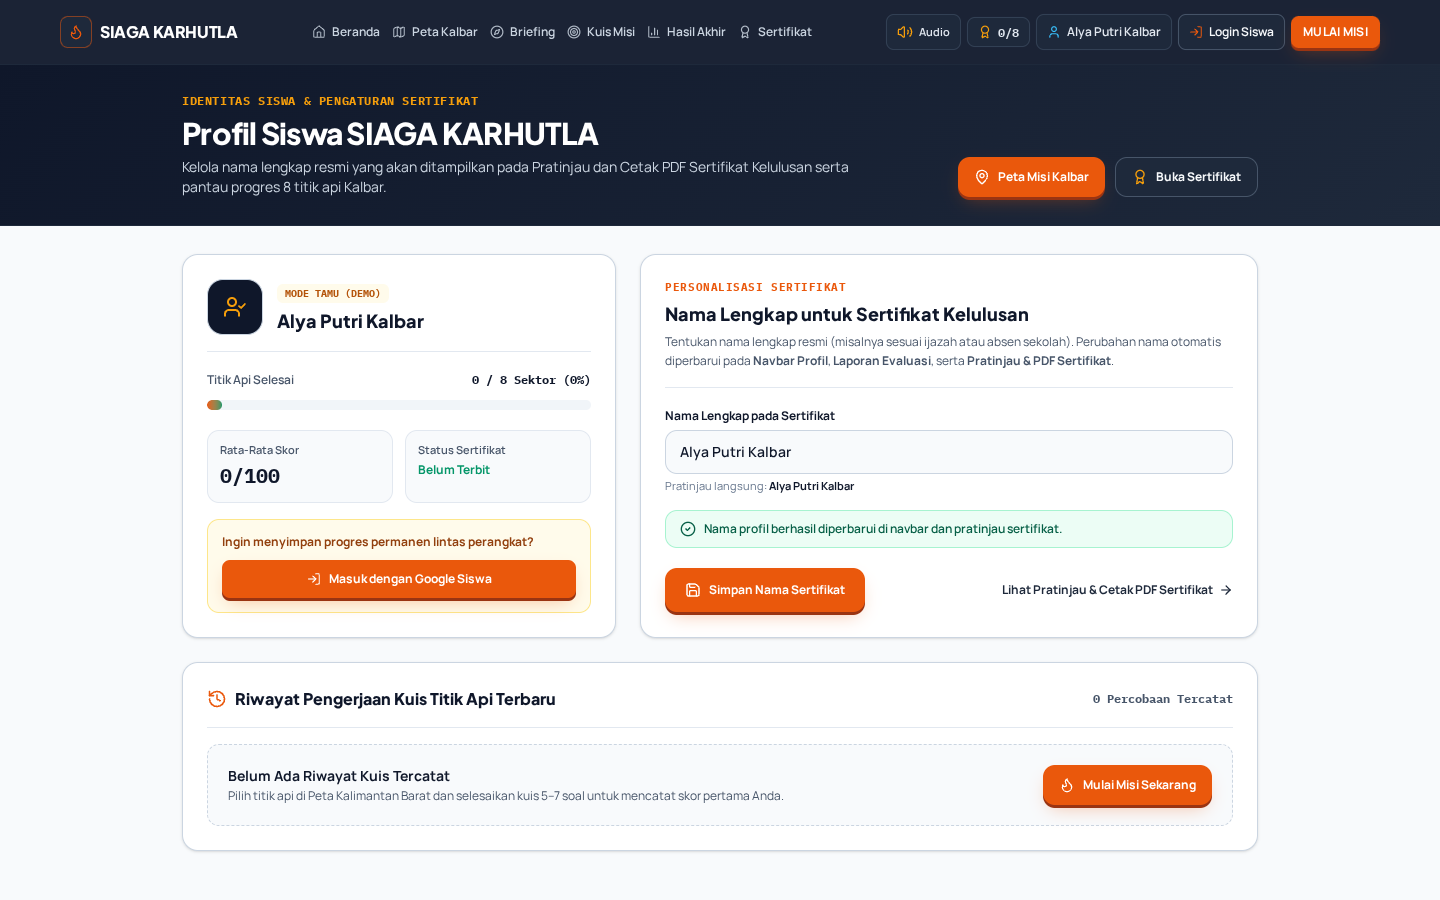 SIAGA KARHUTLA
Beranda
Peta Kalbar
Briefing
Kuis Misi
Hasil Akhir
Sertifikat
Audio
0/8
Alya Putri Kalbar
Login Siswa
MULAI MISI
IDENTITAS SISWA & PENGATURAN SERTIFIKAT
Profil Siswa SIAGA KARHUTLA
Kelola nama lengkap resmi yang akan ditampilkan pada Pratinjau dan Cetak PDF Sertifikat Kelulusan serta
pantau progres 8 titik api Kalbar.
Peta Misi Kalbar
Buka Sertifikat
MODE TAMU (DEMO)
Alya Putri Kalbar
Titik Api Selesai
0 / 8 Sektor (0%)
Rata-Rata Skor
0/100
Status Sertifikat
Belum Terbit
Ingin menyimpan progres permanen lintas perangkat?
Masuk dengan Google Siswa
PERSONALISASI SERTIFIKAT
Nama Lengkap untuk Sertifikat Kelulusan
Tentukan nama lengkap resmi (misalnya sesuai ijazah atau absen sekolah). Perubahan nama otomatis
diperbarui pada Navbar Profil, Laporan Evaluasi, serta Pratinjau & PDF Sertifikat.
Nama Lengkap pada Sertifikat
Alya Putri Kalbar
Pratinjau langsung: Alya Putri Kalbar
Nama profil berhasil diperbarui di navbar dan pratinjau sertifikat.
Simpan Nama Sertifikat
Lihat Pratinjau & Cetak PDF Sertifikat
Riwayat Pengerjaan Kuis Titik Api Terbaru
0 Percobaan Tercatat
Belum Ada Riwayat Kuis Tercatat
Pilih titik api di Peta Kalimantan Barat dan selesaikan kuis 5–7 soal untuk mencatat skor pertama Anda.
Mulai Misi Sekarang